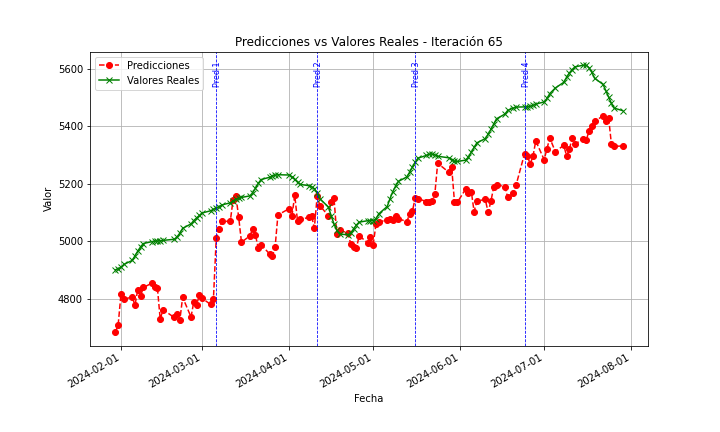 Predicciones vs Valores Reales - Iteración 65
Predicciones
Valores Reales
Pred 1
Pred 2
Pred 3
Pred 4
5600
5400
5200
5000
4800
Valor
2024-02-01
2024-03-01
2024-04-01
2024-05-01
2024-06-01
2024-07-01
2024-08-01
Fecha